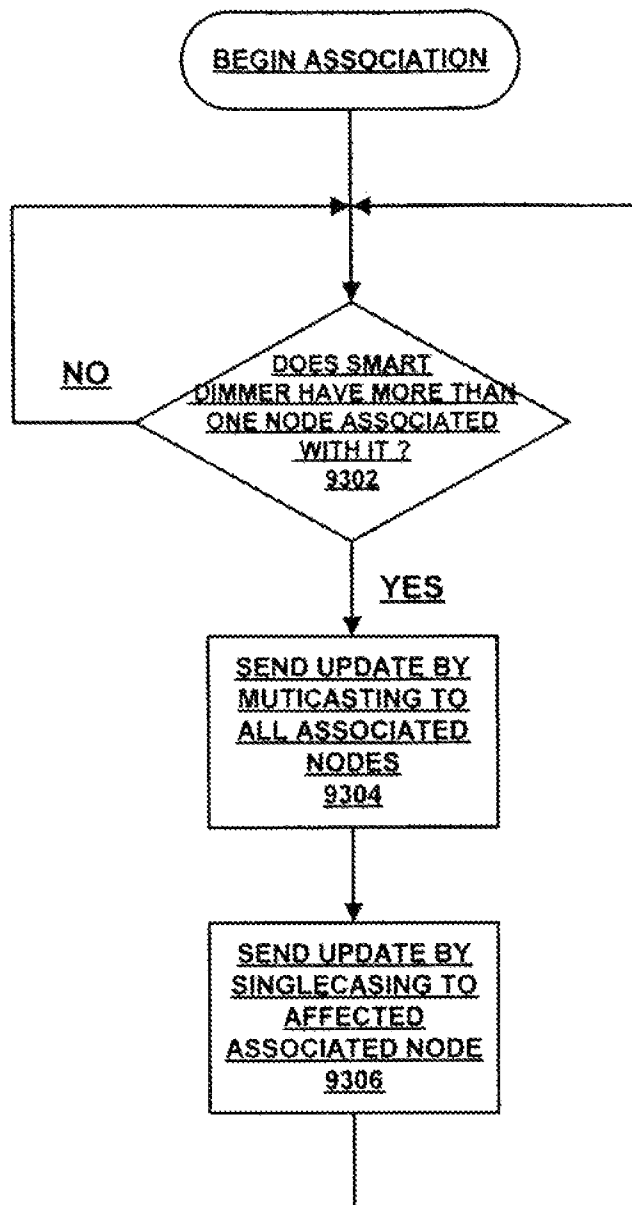 BEGIN ASSOCIATION
DOES SMART
DIMMER HAVE MORE THAN
ONE NODE ASSOCIATED
WITH IT ?
9302
NO
YES
SEND UPDATE BY
MUTICASTING TO
ALL ASSOCIATED
NODES
9304
SEND UPDATE BY
SINGLECASING TO
AFFECTED
ASSOCIATED NODE
9306